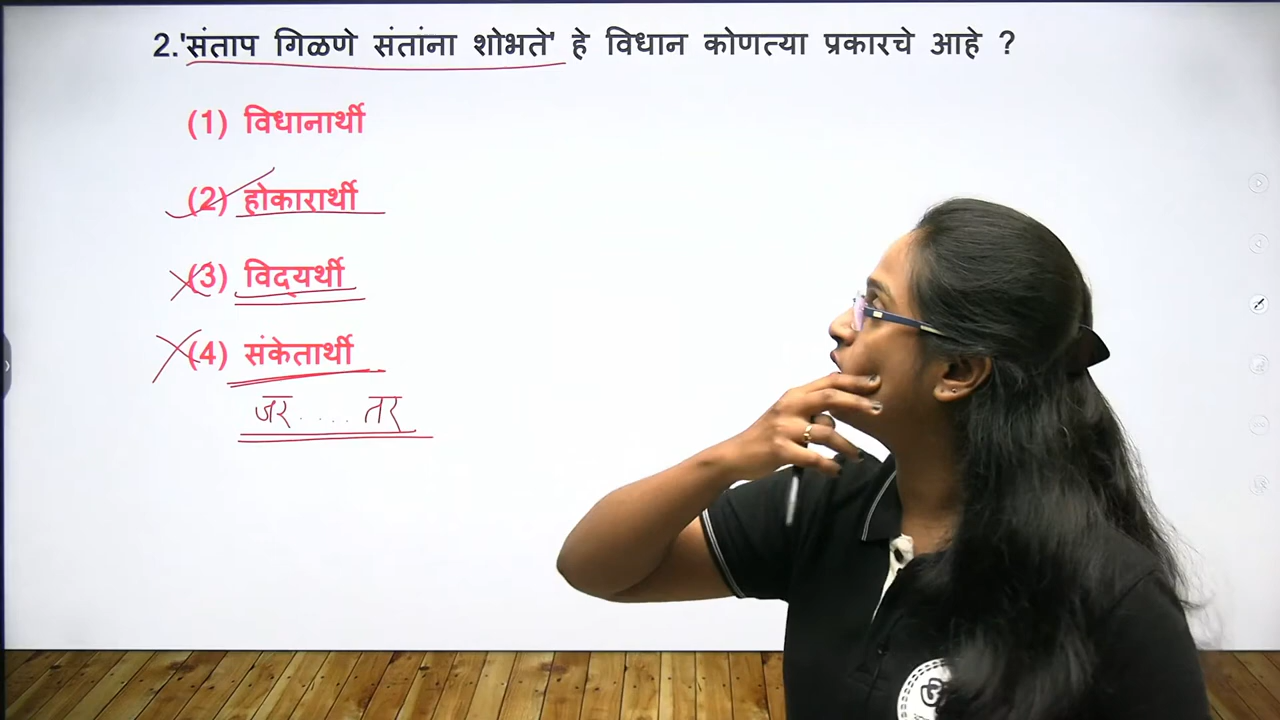 2.'संताप गिळणे संतांना शोभते' हे विधान कोणत्या प्रकारचे आहे ?
(1) विधानार्थी
(2) होकारार्थी
(3) विदयर्थी
(4) संकेतार्थी
जर .... तर